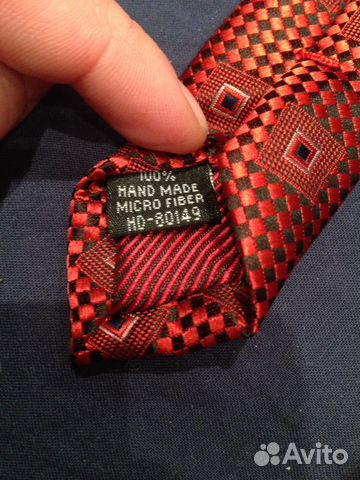 100%
HAND MADE
MICRO FIBER
HD-80149
Avito